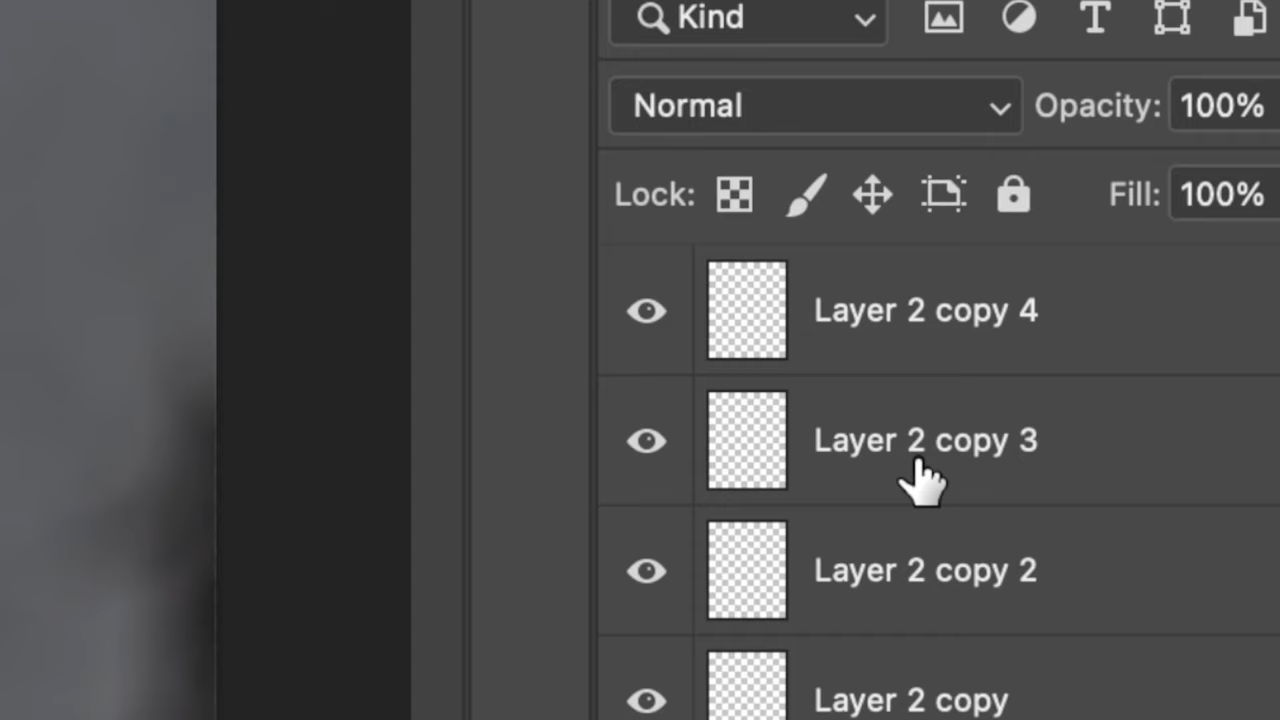 Kind
Normal Opacity: 100%
Lock: Fill: 100%
Layer 2 copy 4
Layer 2 copy 3
Layer 2 copy 2
Layer 2 copy